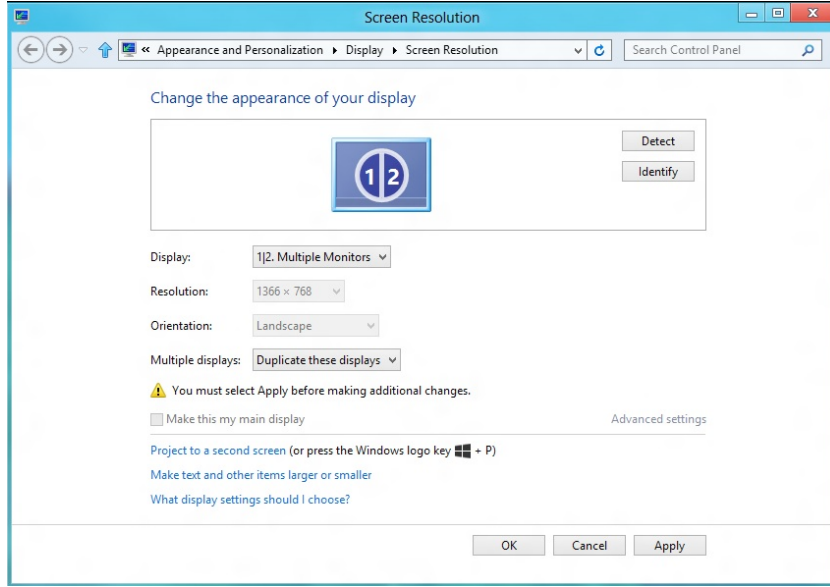 Screen Resolution
« Appearance and Personalization Display Screen Resolution
Search Control Panel
Change the appearance of your display
1 2
Detect
Identify
Display: 1|2. Multiple Monitors
Resolution: 1366 × 768
Orientation: Landscape
Multiple displays: Duplicate these displays
You must select Apply before making additional changes.
Make this my main display Advanced settings
Project to a second screen (or press the Windows logo key + P)
Make text and other items larger or smaller
What display settings should I choose?
OK Cancel Apply